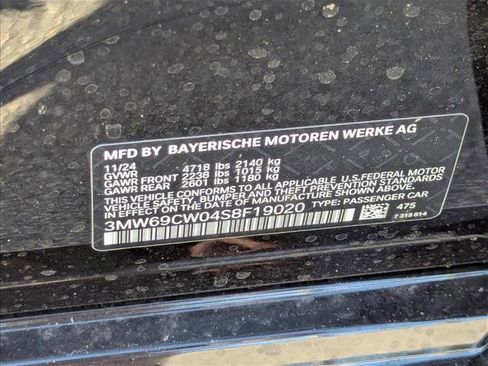 MFD BY BAYERISCHE MOTOREN WERKE AG
11/24
GVWR 4718 lbs 2140 kg
GAWR FRONT 2238 lbs 1015 kg
GAWR REAR 2601 lbs 1180 kg
THIS VEHICLE CONFORMS TO ALL APPLICABLE U.S.FEDERAL MOTOR
VEHICLE SAFETY, BUMPER, AND THEFT PREVENTION STANDARDS
IN EFFECT ON THE DATE OF MANUFACTURE SHOWN ABOVE.
3MW69CW04S8F19020 TYPE: PASSENGER CAR
475
7 315 614